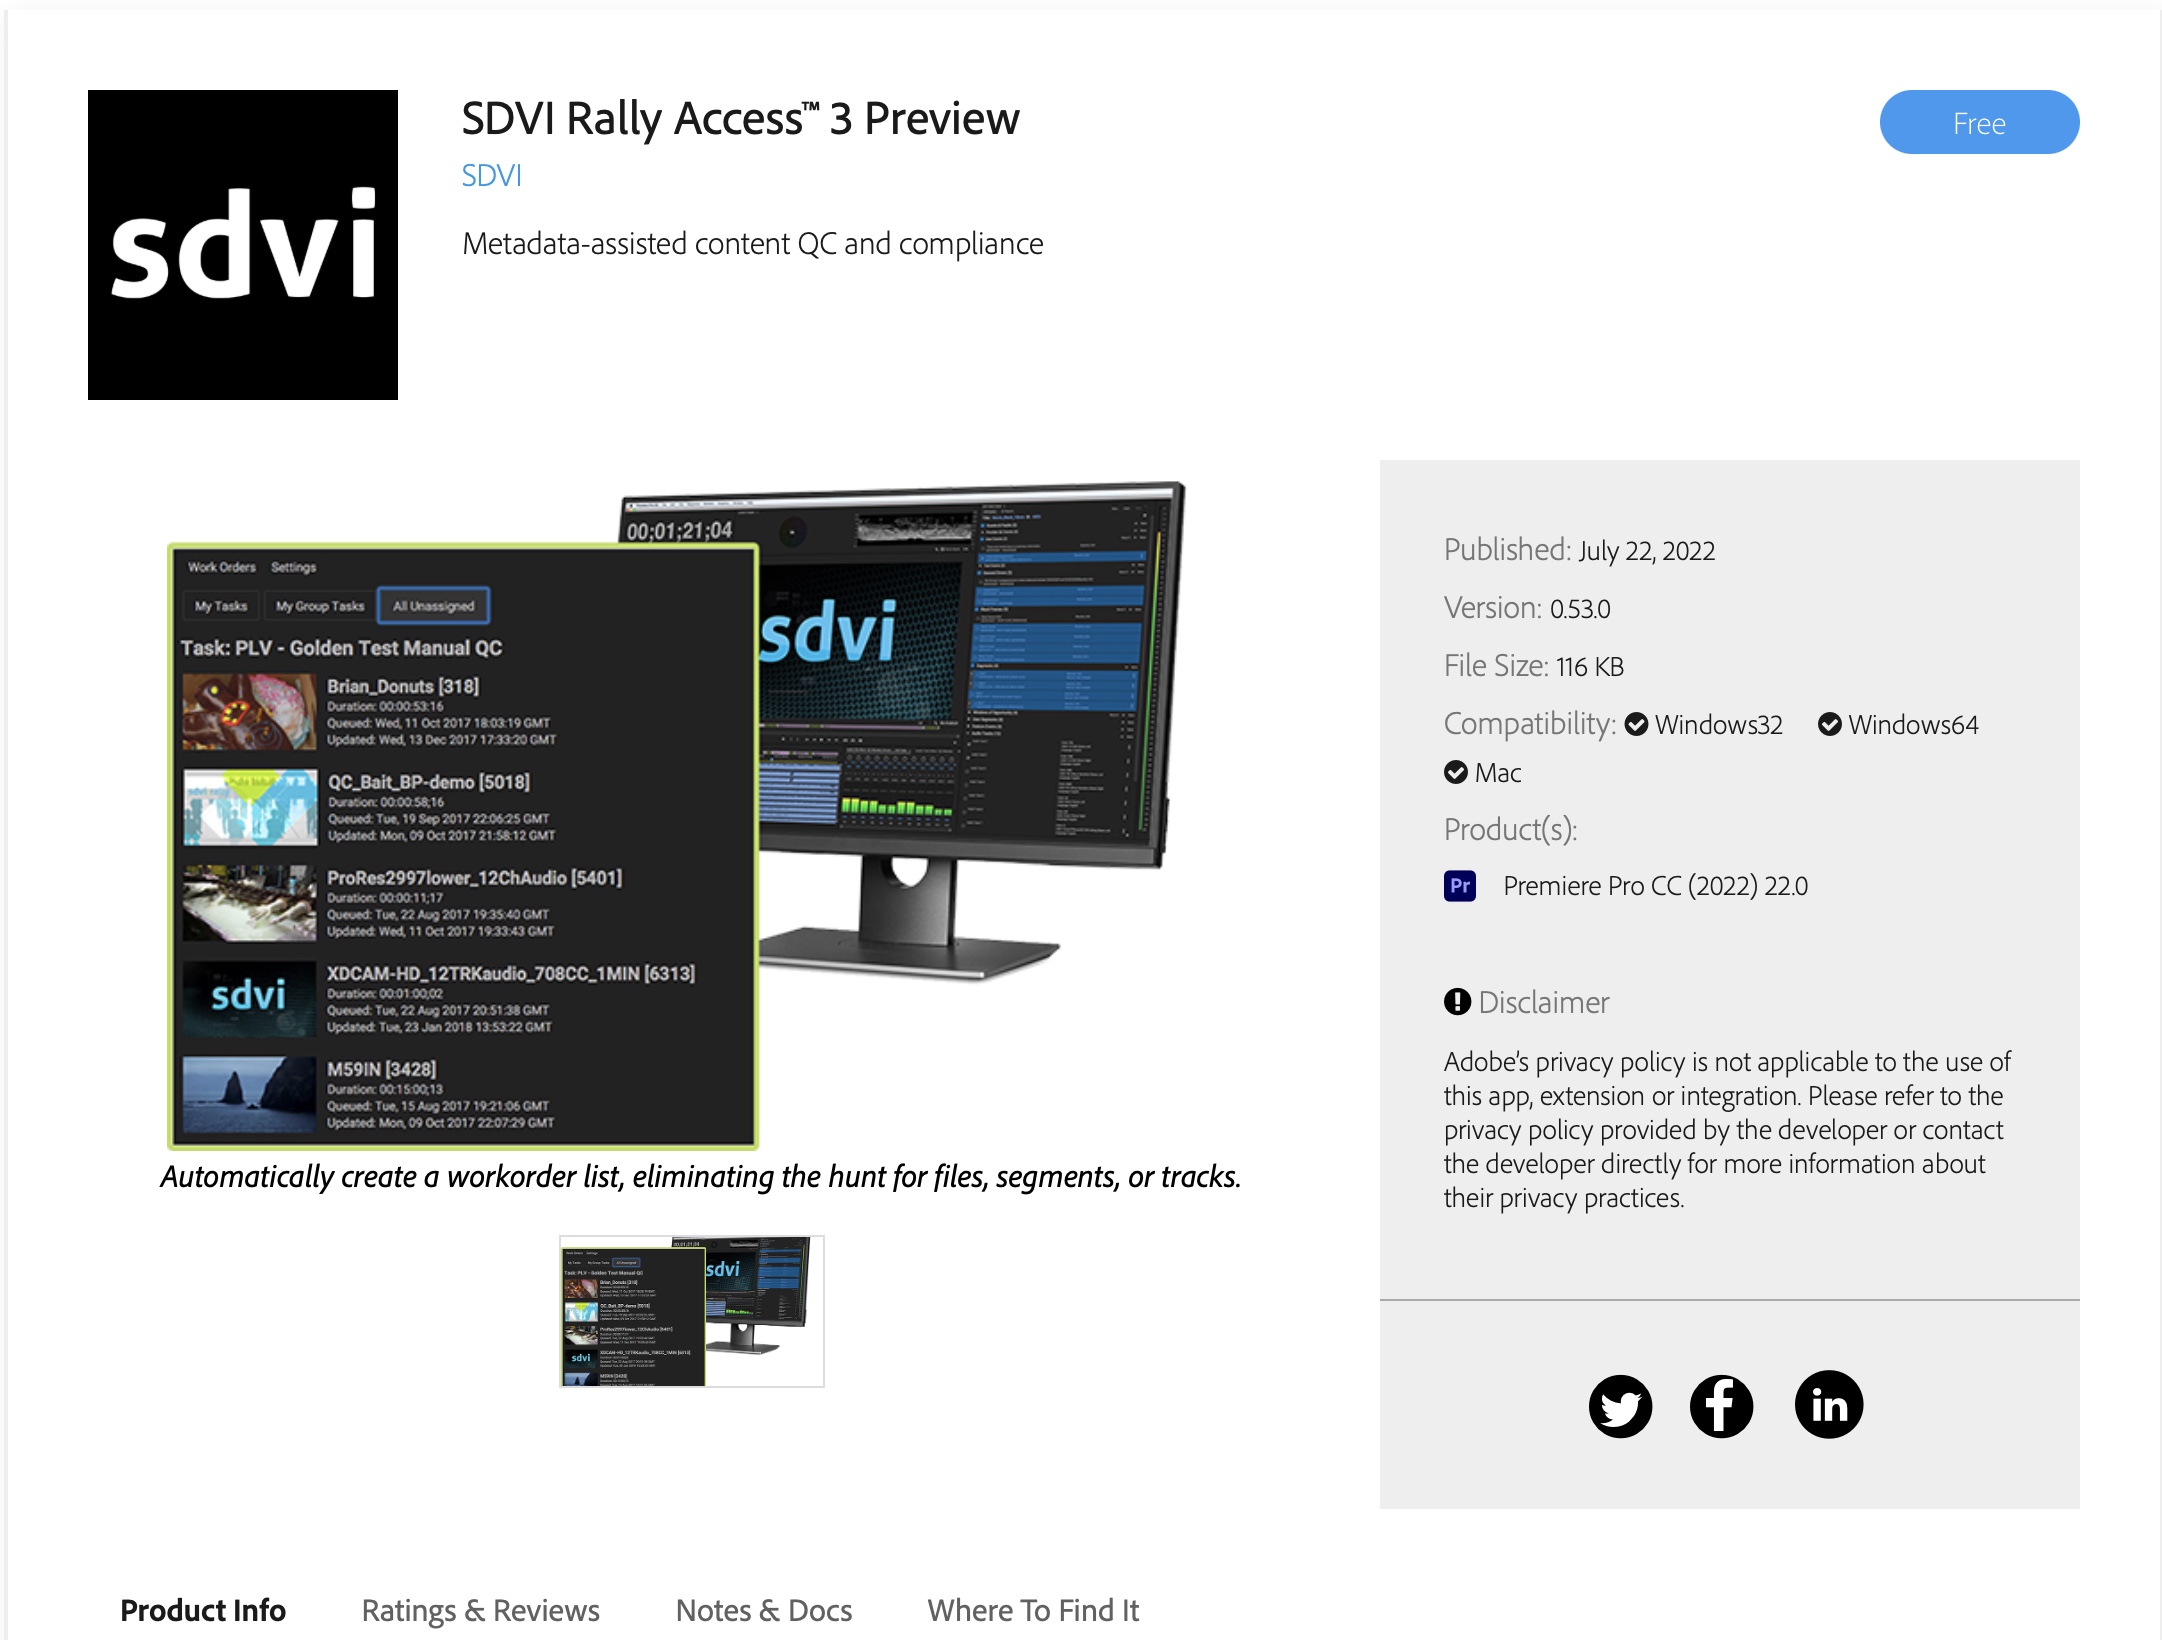 sdvi
SDVI Rally Access™ 3 Preview
SDVI
Metadata-assisted content QC and compliance
Free
00;01;21;04
sdvi
Work Orders Settings
My Tasks My Group Tasks All Unassigned
Task: PLV - Golden Test Manual QC
Brian_Donuts [318]
Duration: 00:00:53:16
Queued: Wed, 11 Oct 2017 18:03:19 GMT
Updated: Wed, 13 Dec 2017 17:33:20 GMT
QC_Bait_BP-demo [5018]
Duration: 00:00:58;16
Queued: Tue, 19 Sep 2017 22:06:25 GMT
Updated: Mon, 09 Oct 2017 21:58:12 GMT
ProRes2997lower_12ChAudio [5401]
Duration: 00:00:11;17
Queued: Tue, 22 Aug 2017 19:35:40 GMT
Updated: Wed, 11 Oct 2017 19:33:43 GMT
sdvi
XDCAM-HD_12TRKaudio_708CC_1MIN [6313]
Duration: 00:01:00;02
Queued: Tue, 22 Aug 2017 20:51:38 GMT
Updated: Tue, 23 Jan 2018 13:53:22 GMT
M59IN [3428]
Duration: 00:15:00;13
Queued: Tue, 15 Aug 2017 19:21:06 GMT
Updated: Mon, 09 Oct 2017 22:07:29 GMT
Automatically create a workorder list, eliminating the hunt for files, segments, or tracks.
Published: July 22, 2022
Version: 0.53.0
File Size: 116 KB
Compatibility: Windows32 Windows64
Mac
Product(s):
Pr Premiere Pro CC (2022) 22.0
Disclaimer
Adobe's privacy policy is not applicable to the use of
this app, extension or integration. Please refer to the
privacy policy provided by the developer or contact
the developer directly for more information about
their privacy practices.
Product Info Ratings & Reviews Notes & Docs Where To Find It